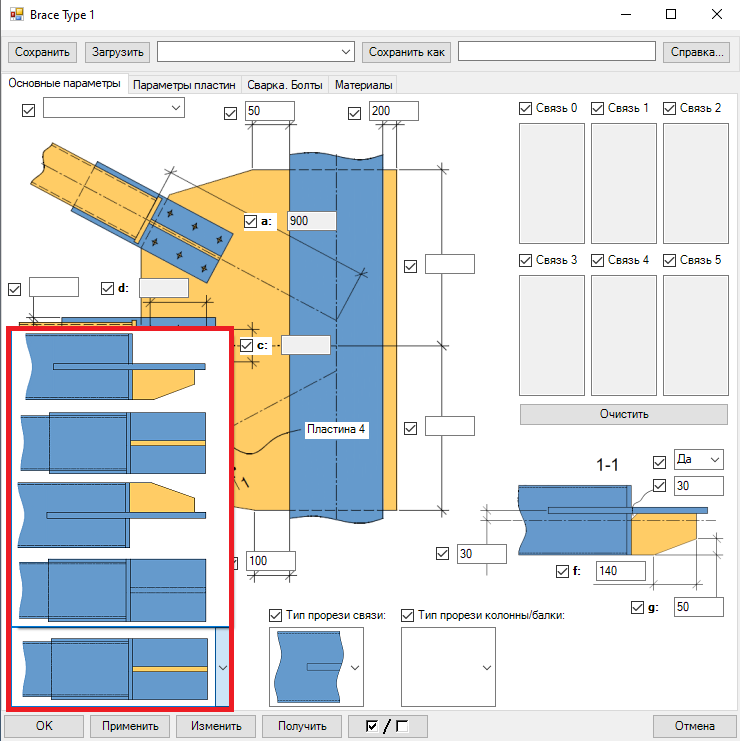 Brace Type 1
Сохранить Загрузить Сохранить как Справка...
Основные параметры Параметры пластин Сварка. Болты Материалы
50 200 Связь 0 Связь 1 Связь 2
a: 900
Связь 3 Связь 4 Связь 5
d:
c:
Очистить
Пластина 4
1-1 Да
30
100 30 f: 140
g: 50
Тип прорези связи: Тип прорези колонны/балки:
OK Применить Изменить Получить / Отмена